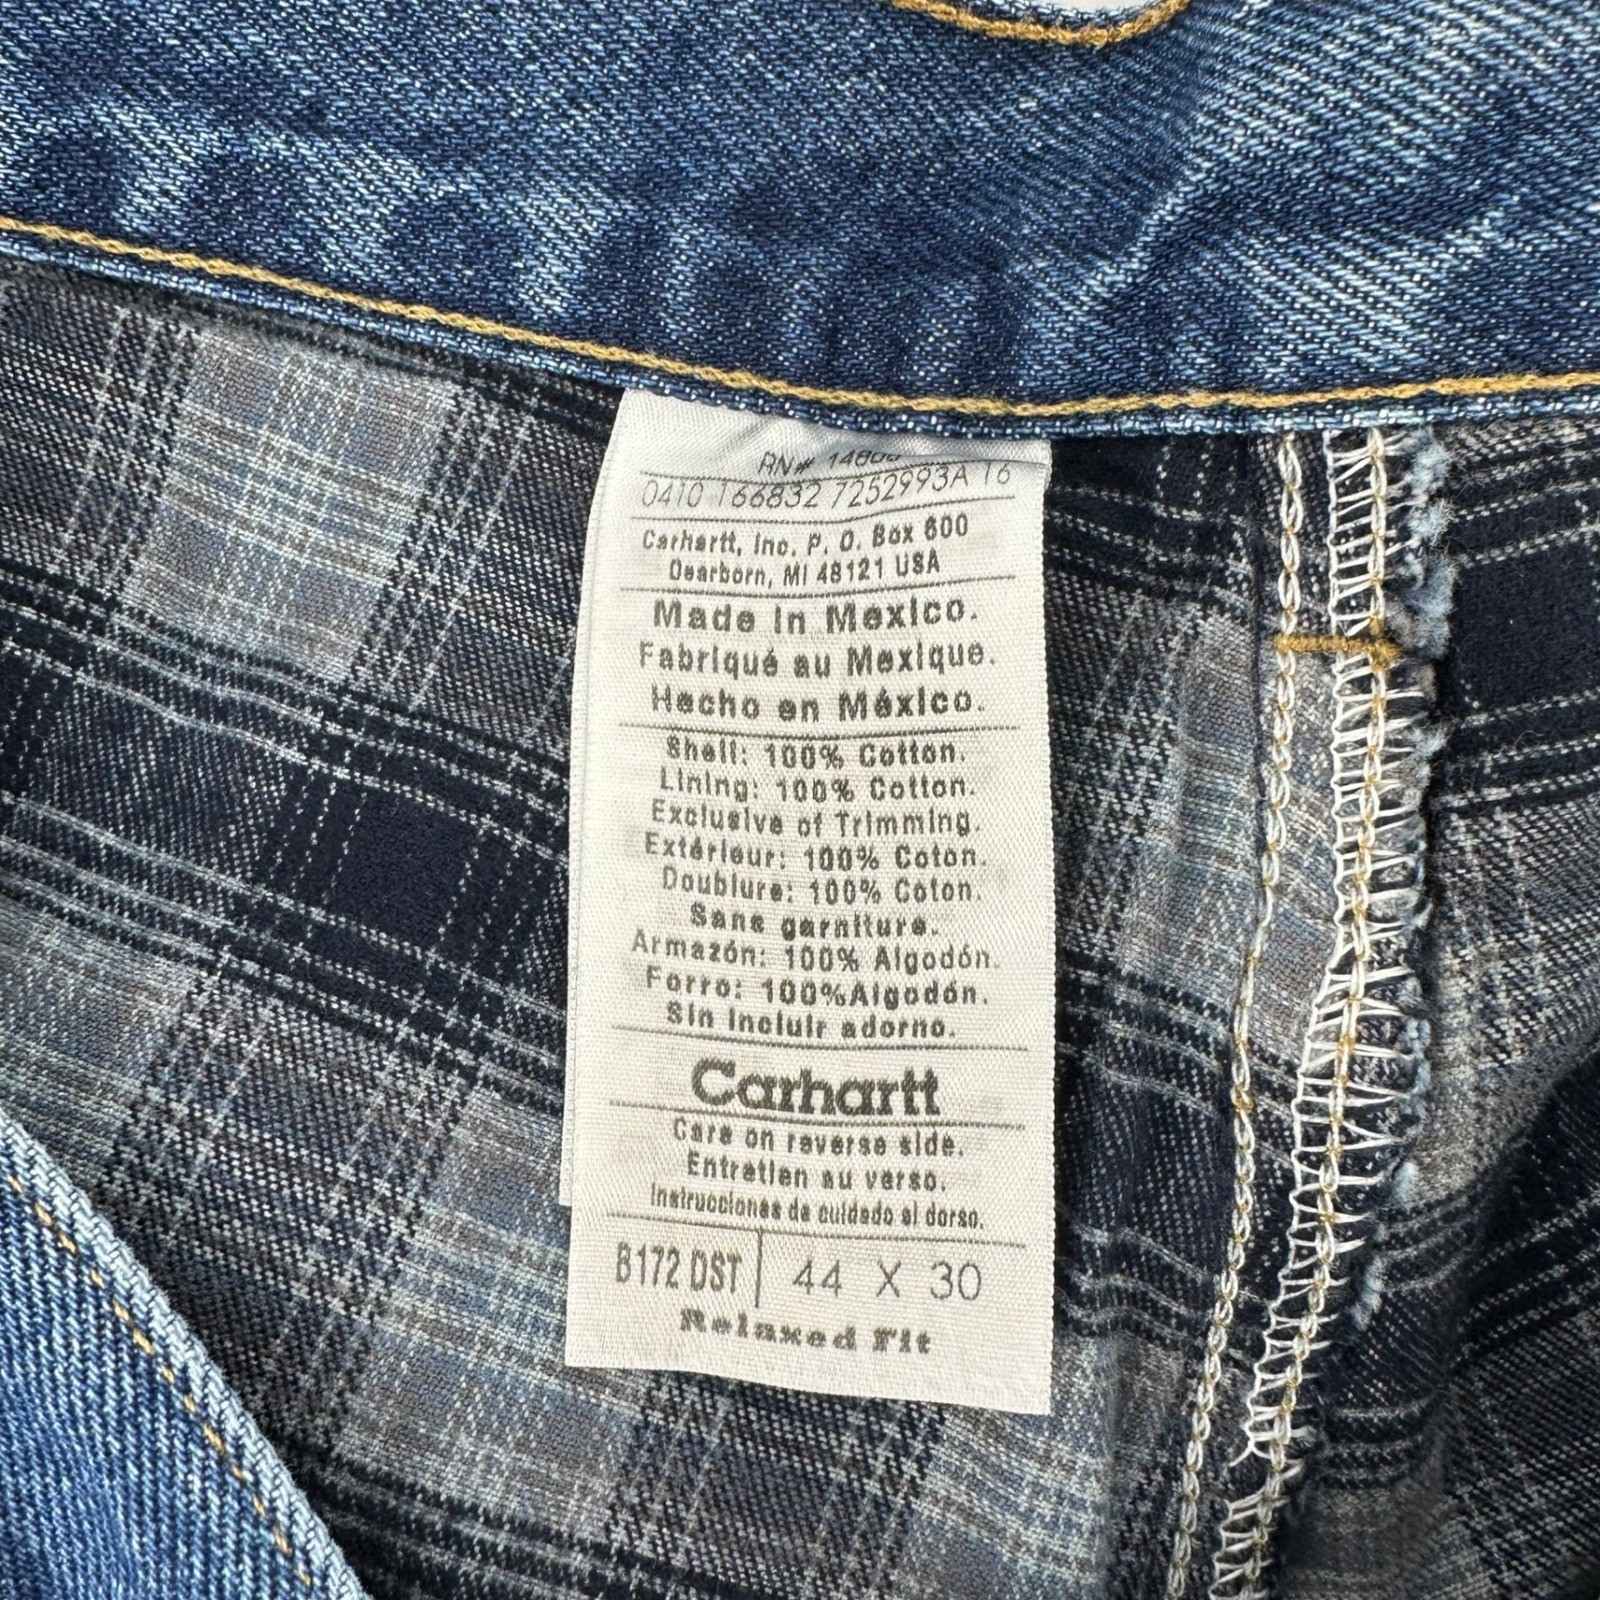 RN# 14806
0410 166832 7252993A 16
Carhartt, Inc. P. O. Box 600
Dearborn, MI 48121 USA
Made in Mexico.
Fabriqué au Mexique.
Hecho en México.
Shell: 100% Cotton.
Lining: 100% Cotton.
Exclusive of Trimming.
Extérieur: 100% Coton.
Doublure: 100% Coton.
Sans garniture.
Armazón: 100% Algodón.
Forro: 100%Algodón.
Sin incluir adorno.
Carhartt
Care on reverse side.
Entretien au verso.
Instrucciones de cuidado al dorso.
B172 DST 44 X 30
Relaxed Fit